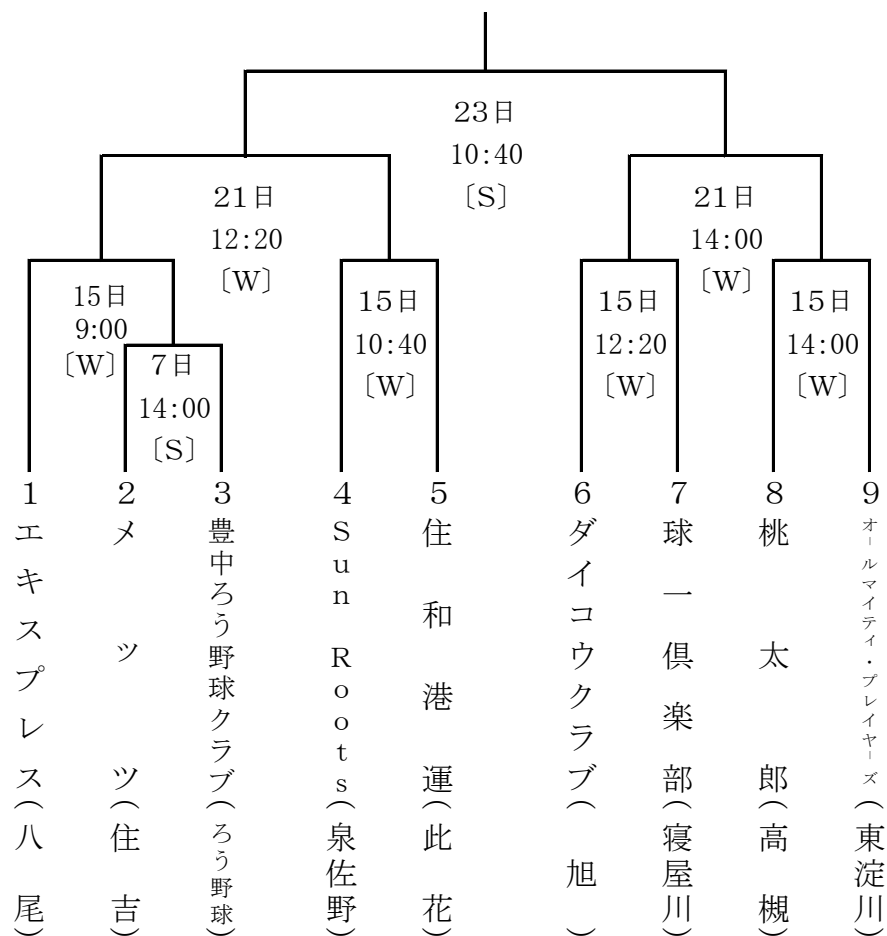 23日
10:40
〔S〕
21日
12:20
〔W〕
21日
14:00
〔W〕
15日
9:00
〔W〕
15日
10:40
〔W〕
15日
12:20
〔W〕
15日
14:00
〔W〕
7日
14:00
〔S〕
1
エキスプレス(八尾)
2
メッツ(住吉)
3
豊中ろう野球クラブ(ろう野球)
4
Sun Roots(泉佐野)
5
住和港運(此花)
6
ダイコウクラブ(旭)
7
球一倶楽部(寝屋川)
8
桃太郎(高槻)
9
オールマイティ・プレイヤーズ(東淀川)